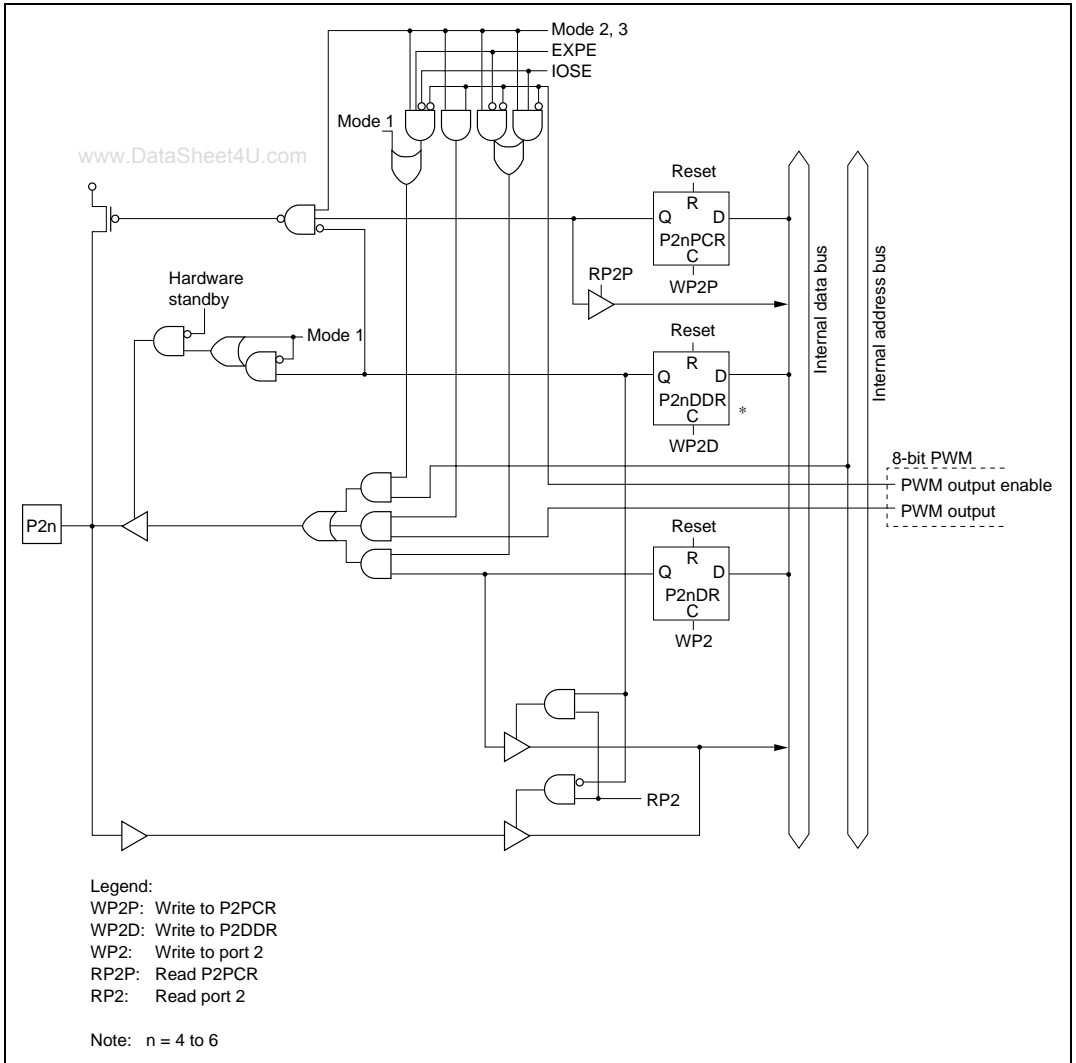 Mode 2, 3
EXPE
IOSE
Mode 1
www.DataSheet4U.com
Reset
R
Q D
P2nPCR
C
WP2P
RP2P
Hardware
standby
Mode 1
Reset
R
Q D
P2nDDR
C
*
WP2D
Internal data bus
Internal address bus
8-bit PWM
PWM output enable
PWM output
P2n
Reset
R
Q D
P2nDR
C
WP2
RP2
Legend:
WP2P: Write to P2PCR
WP2D: Write to P2DDR
WP2: Write to port 2
RP2P: Read P2PCR
RP2: Read port 2
Note: n = 4 to 6